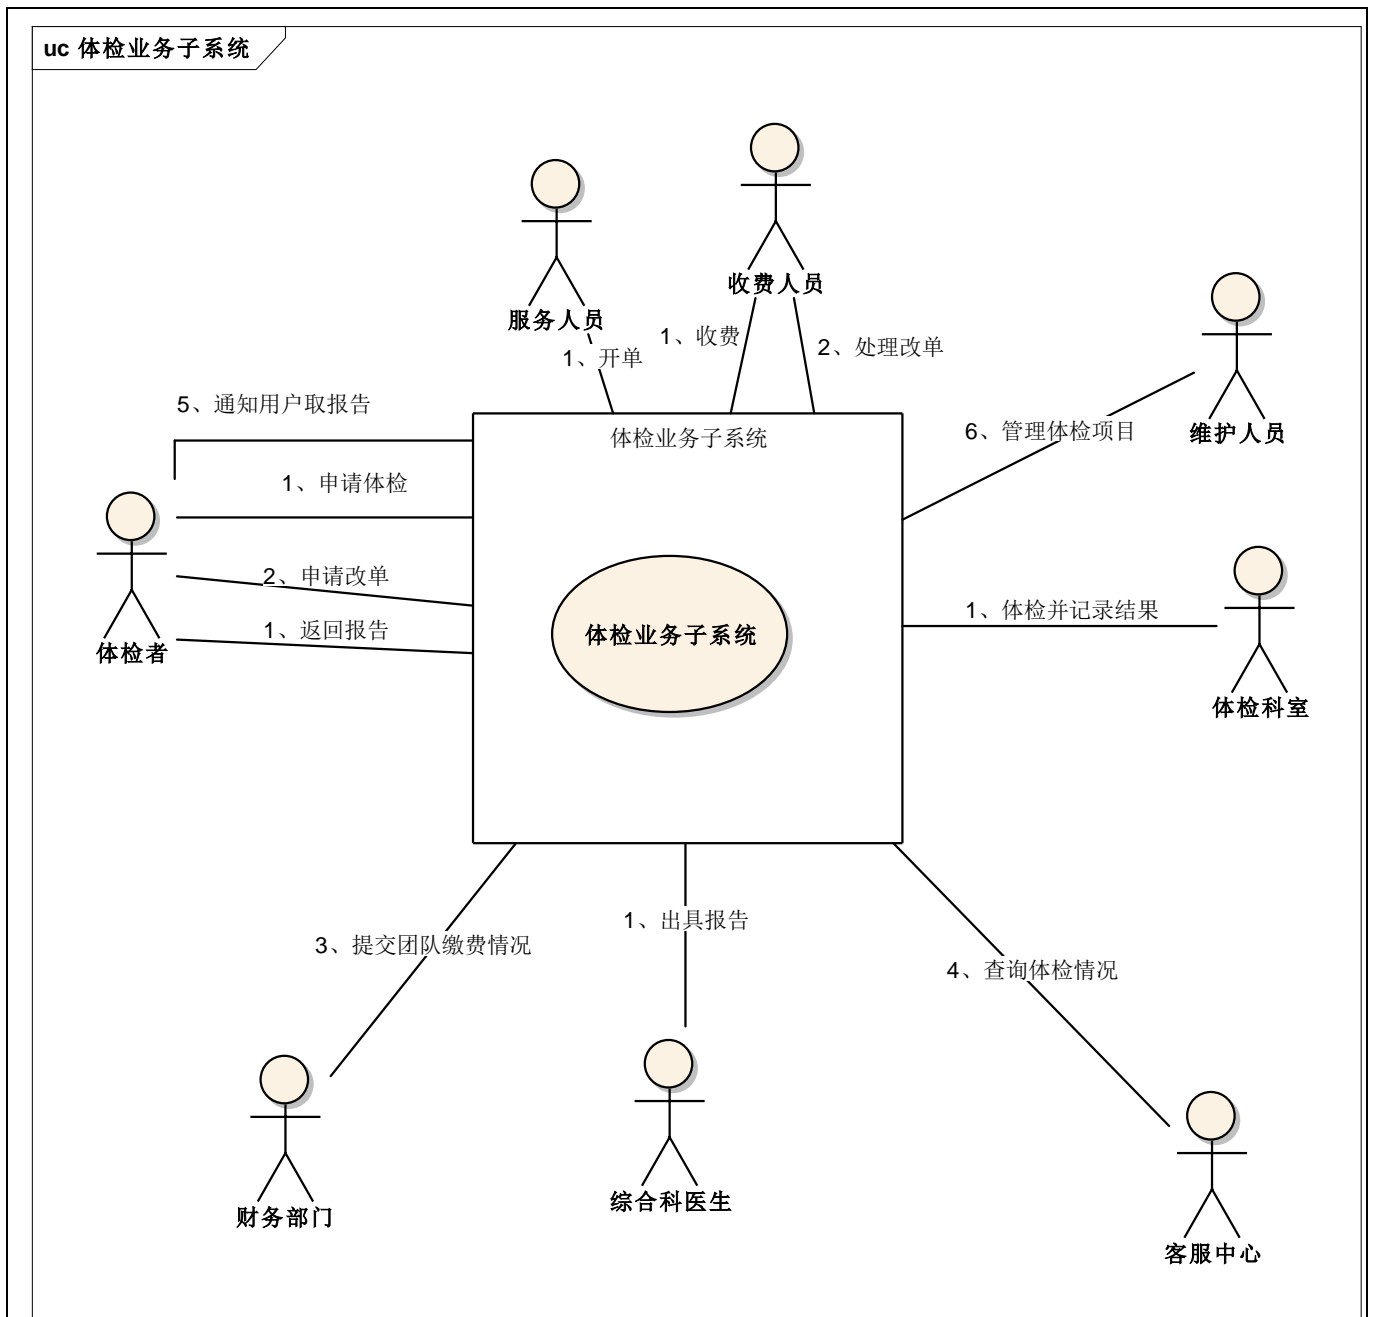 uc 体检业务子系统
收费人员
服务人员
1、收费
2、处理改单
1、开单
5、通知用户取报告
体检业务子系统
6、管理体检项目
维护人员
1、申请体检
2、申请改单
1、体检并记录结果
1、返回报告
体检业务子系统
体检者
体检科室
1、出具报告
3、提交团队缴费情况
4、查询体检情况
财务部门
综合科医生
客服中心